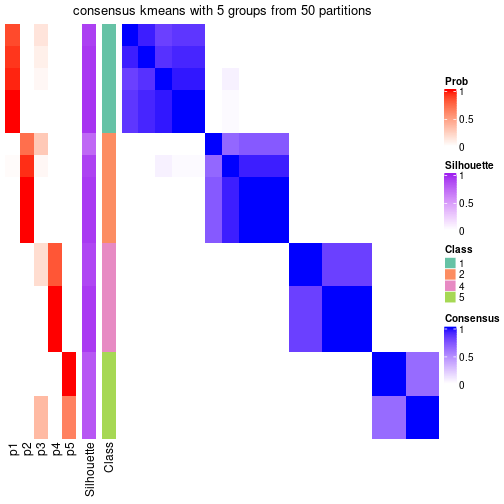 consensus kmeans with 5 groups from 50 partitions
Prob
1
0.5
0
Silhouette
1
0.5
0
Class
1
2
4
5
Consensus
1
0.5
0
p1
p2
p3
p4
p5
Silhouette
Class